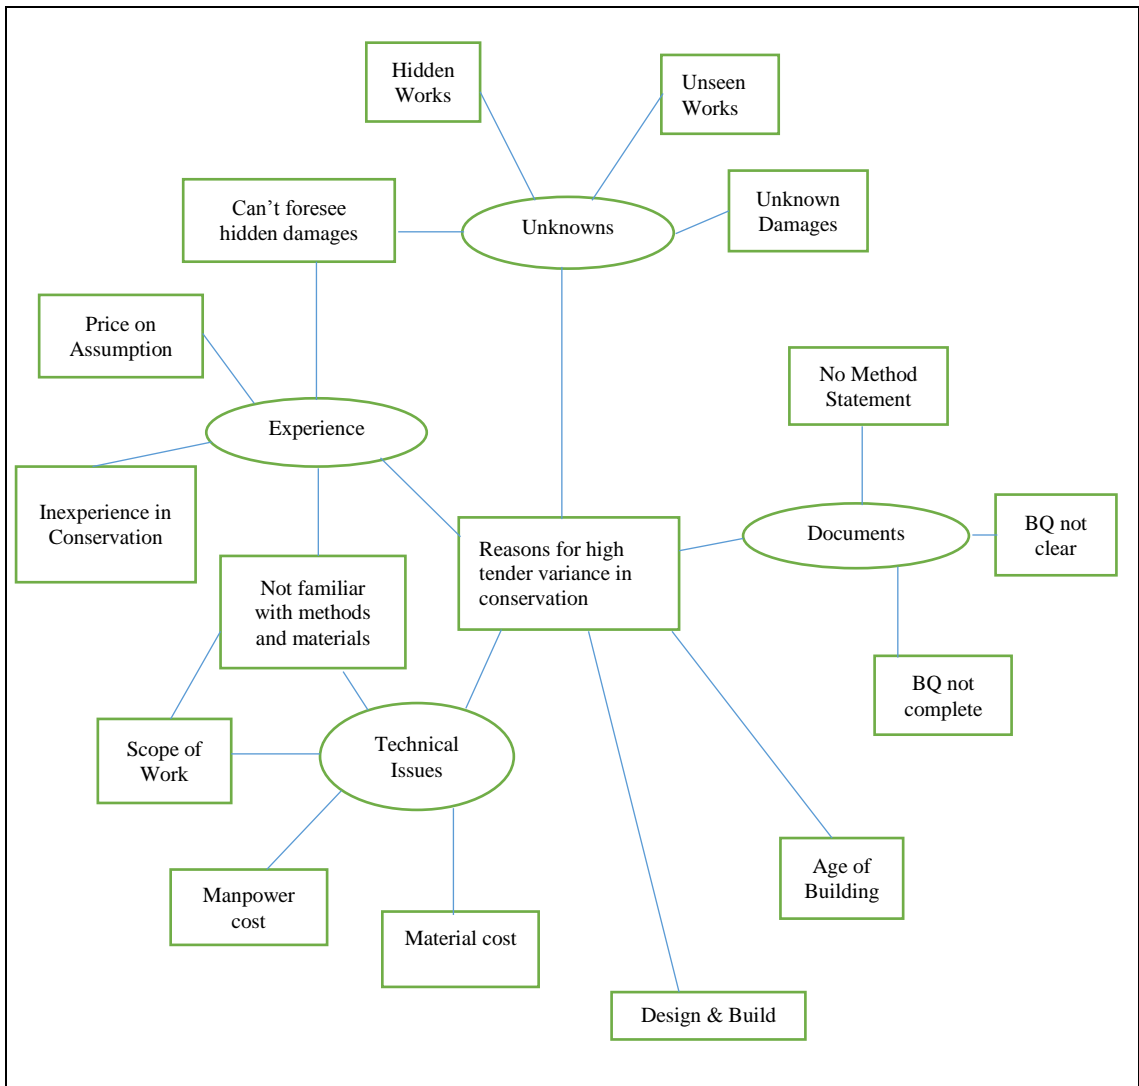 Hidden
Works
Unseen
Works
Unknown
Damages
Can’t foresee
hidden damages
Unknowns
Price on
Assumption
No Method
Statement
Experience
Inexperience in
Conservation
Reasons for high
tender variance in
conservation
Documents
BQ not
clear
Not familiar
with methods
and materials
BQ not
complete
Scope of
Work
Technical
Issues
Manpower
cost
Material cost
Age of
Building
Design & Build